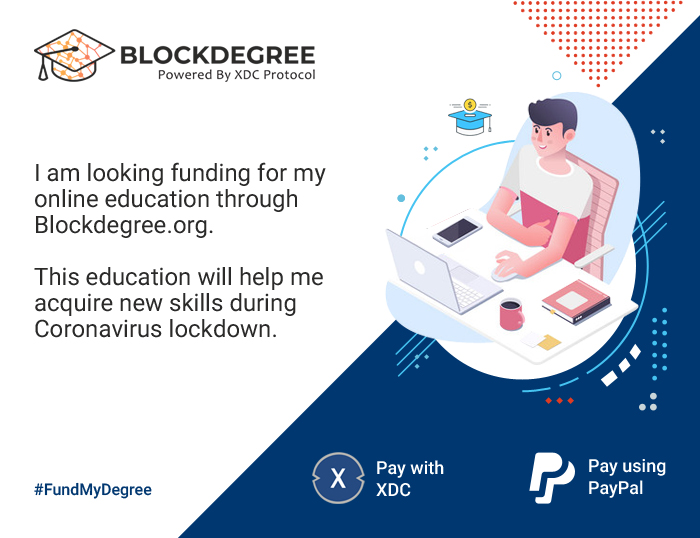 BLOCKDEGREE
Powered By XDC Protocol
I am looking funding for my
online education through
Blockdegree.org.
This education will help me
acquire new skills during
Coronavirus lockdown.
#FundMyDegree
X
Pay with
XDC
Pay using
PayPal